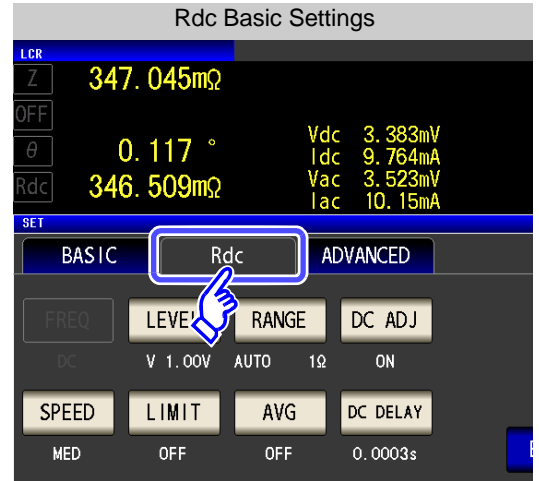 Rdc Basic Settings
LCR
Z 347.045mΩ
OFF
θ 0.117 °
Rdc 346.509mΩ
Vdc 3.383mV
Idc 9.764mA
Vac 3.523mV
Iac 10.15mA
SET
BASIC Rdc ADVANCED
FREQ LEVEL RANGE DC ADJ
DC V 1.00V AUTO 1Ω ON
SPEED LIMIT AVG DC DELAY
MED OFF OFF 0.0003s